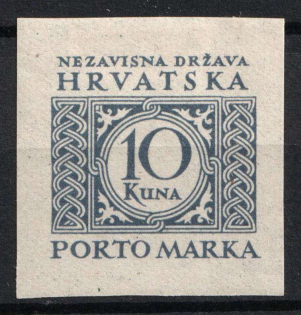 NEZAVISNA DRŽAVA
HRVATSKA
10
KUNA
PORTO MARKA